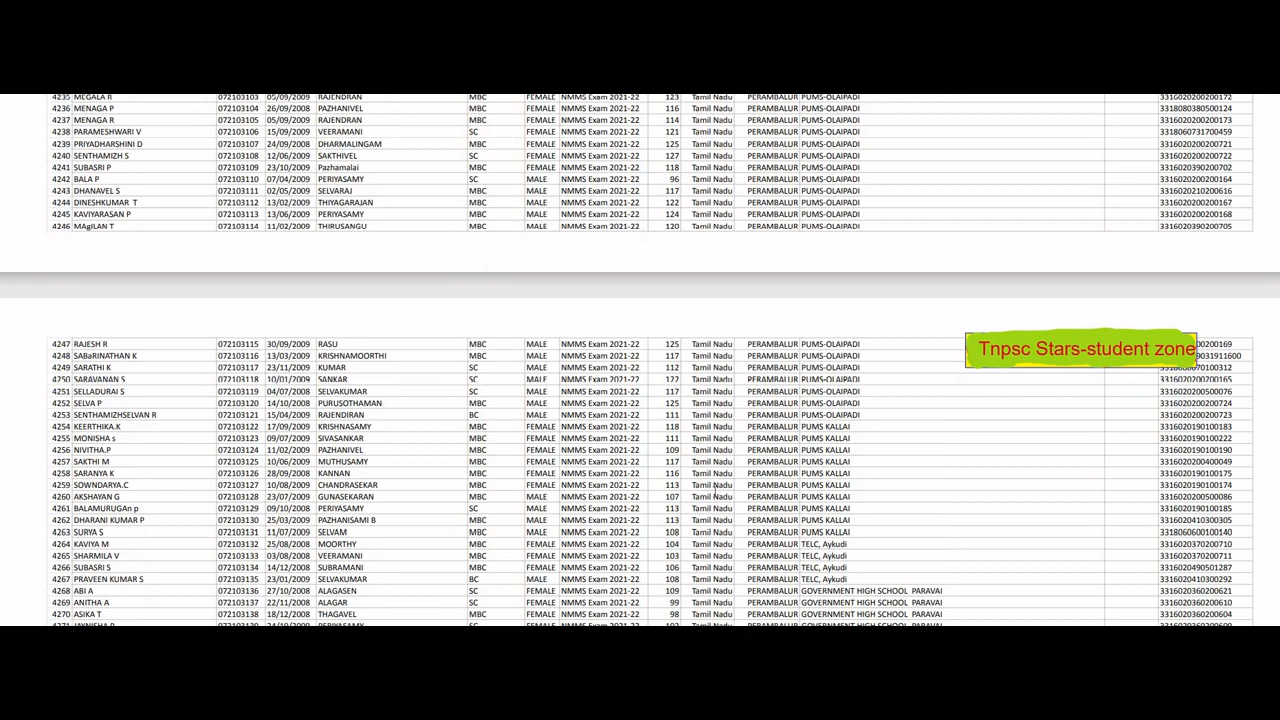 4235 MEGALA R 072103103 05/09/2009 RAJENDRAN MBC FEMALE NMMS Exam 2021-22 123 Tamil Nadu PERAMBALUR PUMS-OLAIPADI 3316020200200172
4236 MENAGA P 072103104 26/09/2008 PAZHANIVEL MBC FEMALE NMMS Exam 2021-22 116 Tamil Nadu PERAMBALUR PUMS-OLAIPADI 3318080380500124
4237 MENAGA R 072103105 05/09/2009 RAJENDRAN MBC FEMALE NMMS Exam 2021-22 114 Tamil Nadu PERAMBALUR PUMS-OLAIPADI 3316020200200173
4238 PARAMESHWARI V 072103106 15/09/2009 VEERAMANI SC FEMALE NMMS Exam 2021-22 121 Tamil Nadu PERAMBALUR PUMS-OLAIPADI 3318060731700459
4239 PRIYADHARSHINI D 072103107 24/09/2008 DHARMALINGAM MBC FEMALE NMMS Exam 2021-22 125 Tamil Nadu PERAMBALUR PUMS-OLAIPADI 3316020200200721
4240 SENTHAMIZH S 072103108 12/06/2009 SAKTHIVEL SC FEMALE NMMS Exam 2021-22 127 Tamil Nadu PERAMBALUR PUMS-OLAIPADI 3316020200200722
4241 SUBASRI P 072103109 23/10/2009 Pazhamalai MBC FEMALE NMMS Exam 2021-22 118 Tamil Nadu PERAMBALUR PUMS-OLAIPADI 3316020390200702
4242 BALA P 072103110 07/04/2009 PERIYASAMY SC MALE NMMS Exam 2021-22 96 Tamil Nadu PERAMBALUR PUMS-OLAIPADI 3316020200200164
4243 DHANAVEL S 072103111 02/05/2009 SELVARAJ MBC MALE NMMS Exam 2021-22 117 Tamil Nadu PERAMBALUR PUMS-OLAIPADI 3316020210200616
4244 DINESHKUMAR T 072103112 13/02/2009 THIYAGARAJAN MBC MALE NMMS Exam 2021-22 122 Tamil Nadu PERAMBALUR PUMS-OLAIPADI 3316020200200167
4245 KAVIYARASAN P 072103113 13/06/2009 PERIYASAMY MBC MALE NMMS Exam 2021-22 124 Tamil Nadu PERAMBALUR PUMS-OLAIPADI 3316020200200168
4246 MAgILAN T 072103114 11/02/2009 THIRUSANGU MBC MALE NMMS Exam 2021-22 120 Tamil Nadu PERAMBALUR PUMS-OLAIPADI 3316020390200705
4247 RAJESH R 072103115 30/09/2009 RASU MBC MALE NMMS Exam 2021-22 125 Tamil Nadu PERAMBALUR PUMS-OLAIPADI 00200169
Tnpsc Stars-student zone
4248 SABaRINATHAN K 072103116 13/03/2009 KRISHNAMOORTHI MBC MALE NMMS Exam 2021-22 117 Tamil Nadu PERAMBALUR PUMS-OLAIPADI 9031911600
4249 SARATHI K 072103117 23/11/2009 KUMAR SC MALE NMMS Exam 2021-22 112 Tamil Nadu PERAMBALUR PUMS-OLAIPADI 3318080070100312
4250 SARAVANAN S 072103118 10/01/2009 SANKAR SC MALE NMMS Exam 2021-22 122 Tamil Nadu PERAMBALUR PUMS-OLAIPADI 3316020200200165
4251 SELLADURAI S 072103119 04/07/2008 SELVAKUMAR SC MALE NMMS Exam 2021-22 117 Tamil Nadu PERAMBALUR PUMS-OLAIPADI 3316020200500076
4252 SELVA P 072103120 14/10/2008 PURUSOTHAMAN MBC MALE NMMS Exam 2021-22 125 Tamil Nadu PERAMBALUR PUMS-OLAIPADI 3316020200200724
4253 SENTHAMIZHSELVAN R 072103121 15/04/2009 RAJENDIRAN BC MALE NMMS Exam 2021-22 111 Tamil Nadu PERAMBALUR PUMS-OLAIPADI 3316020200200723
4254 KEERTHIKA.K 072103122 17/09/2009 KRISHNASAMY MBC FEMALE NMMS Exam 2021-22 118 Tamil Nadu PERAMBALUR PUMS KALLAI 3316020190100183
4255 MONISHA s 072103123 09/07/2009 SIVASANKAR MBC FEMALE NMMS Exam 2021-22 111 Tamil Nadu PERAMBALUR PUMS KALLAI 3316020190100222
4256 NIVITHA.P 072103124 11/02/2009 PAZHANIVEL MBC FEMALE NMMS Exam 2021-22 109 Tamil Nadu PERAMBALUR PUMS KALLAI 3316020190100190
4257 SAKTHI M 072103125 10/06/2009 MUTHUSAMY MBC FEMALE NMMS Exam 2021-22 117 Tamil Nadu PERAMBALUR PUMS KALLAI 3316020200400049
4258 SARANYA K 072103126 28/09/2008 KANNAN MBC FEMALE NMMS Exam 2021-22 116 Tamil Nadu PERAMBALUR PUMS KALLAI 3316020190100175
4259 SOWNDARYA.C 072103127 10/08/2009 CHANDRASEKAR MBC FEMALE NMMS Exam 2021-22 113 Tamil Nadu PERAMBALUR PUMS KALLAI 3316020190100174
4260 AKSHAYAN G 072103128 23/07/2009 GUNASEKARAN MBC MALE NMMS Exam 2021-22 107 Tamil Nadu PERAMBALUR PUMS KALLAI 3316020200500086
4261 BALAMURUGAn p 072103129 09/10/2008 PERIYASAMY SC MALE NMMS Exam 2021-22 113 Tamil Nadu PERAMBALUR PUMS KALLAI 3316020190100185
4262 DHARANI KUMAR P 072103130 25/03/2009 PAZHANISAMI B MBC MALE NMMS Exam 2021-22 113 Tamil Nadu PERAMBALUR PUMS KALLAI 3316020410300305
4263 SURYA S 072103131 11/07/2009 SELVAM MBC MALE NMMS Exam 2021-22 108 Tamil Nadu PERAMBALUR PUMS KALLAI 3318060600100140
4264 KAVIYA M 072103132 25/08/2008 MOORTHY MBC FEMALE NMMS Exam 2021-22 104 Tamil Nadu PERAMBALUR TELC, Aykudi 3316020370200710
4265 SHARMILA V 072103133 03/08/2008 VEERAMANI MBC FEMALE NMMS Exam 2021-22 103 Tamil Nadu PERAMBALUR TELC, Aykudi 3316020370200711
4266 SUBASRI S 072103134 14/12/2008 SUBRAMANI MBC FEMALE NMMS Exam 2021-22 106 Tamil Nadu PERAMBALUR TELC, Aykudi 3316020490501287
4267 PRAVEEN KUMAR S 072103135 23/01/2009 SELVAKUMAR BC MALE NMMS Exam 2021-22 108 Tamil Nadu PERAMBALUR TELC, Aykudi 3316020410300292
4268 ABI A 072103136 27/10/2008 ALAGASEN SC FEMALE NMMS Exam 2021-22 109 Tamil Nadu PERAMBALUR GOVERNMENT HIGH SCHOOL PARAVAI 3316020360200621
4269 ANITHA A 072103137 22/11/2008 ALAGAR SC FEMALE NMMS Exam 2021-22 99 Tamil Nadu PERAMBALUR GOVERNMENT HIGH SCHOOL PARAVAI 3316020360200610
4270 ASIKA T 072103138 18/12/2008 THAGAVEL MBC FEMALE NMMS Exam 2021-22 98 Tamil Nadu PERAMBALUR GOVERNMENT HIGH SCHOOL PARAVAI 3316020360200604